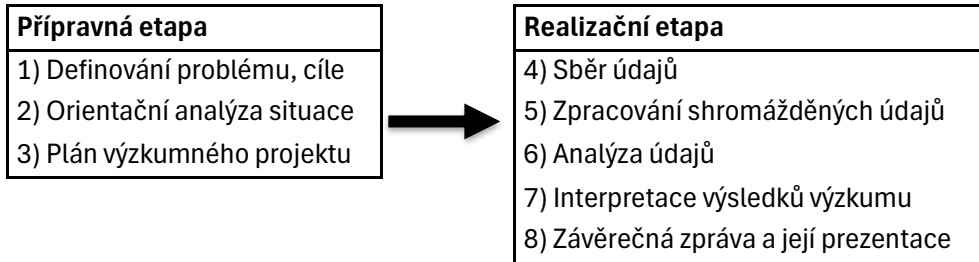 Přípravná etapa
1) Definování problému, cíle
2) Orientační analýza situace
3) Plán výzkumného projektu
Realizační etapa
4) Sběr údajů
5) Zpracování shromážděných údajů
6) Analýza údajů
7) Interpretace výsledků výzkumu
8) Závěrečná zpráva a její prezentace